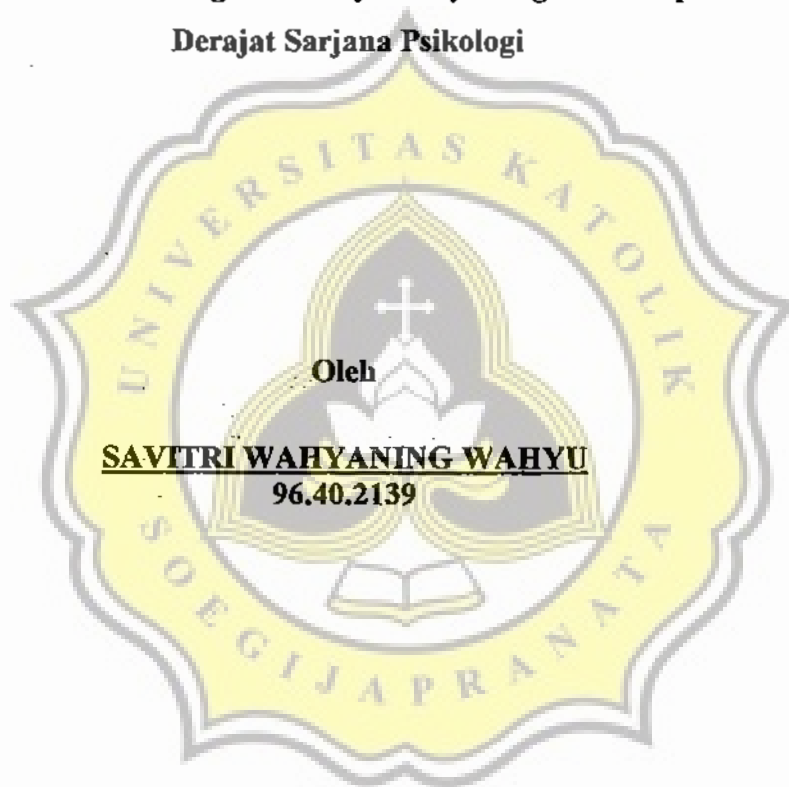 Derajat Sarjana Psikologi
UNIVERSITAS KATOLIK
Oleh
SAVITRI WAHYANING WAHYU
96.40.2139
SOEGIJAPRANATA